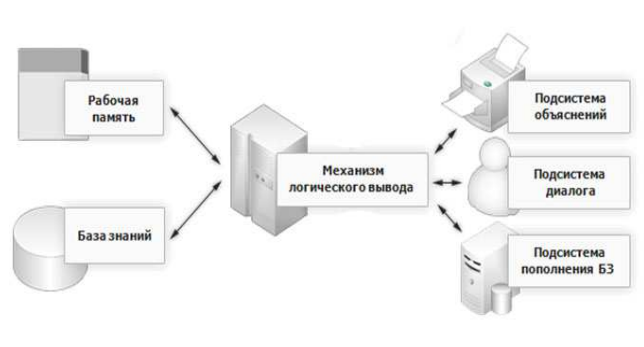 Рабочая
память
База знаний
Механизм
логического вывода
Подсистема
объяснений
Подсистема
диалога
Подсистема
пополнения БЗ